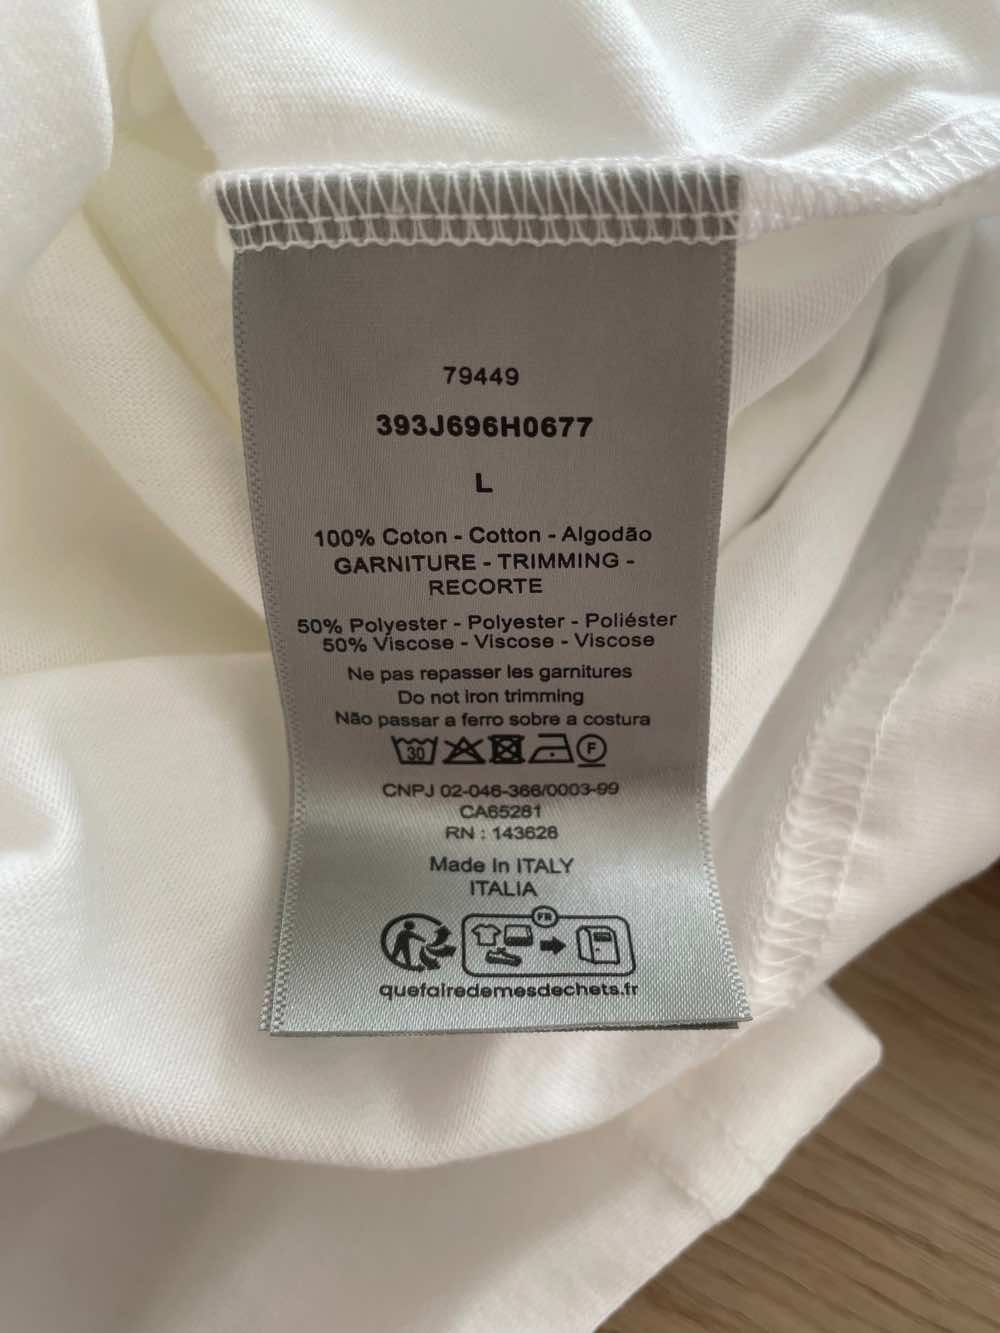 79449
393J696H0677
L
100% Coton - Cotton - Algodão
GARNITURE - TRIMMING -
RECORTE
50% Polyester - Polyester - Poliéster
50% Viscose - Viscose - Viscose
Ne pas repasser les garnitures
Do not iron trimming
Não passar a ferro sobre a costura
30 F
CNPJ 02-046-366/0003-99
CA65281
RN : 143628
Made In ITALY
ITALIA
FR
quefairedemesdechets.fr